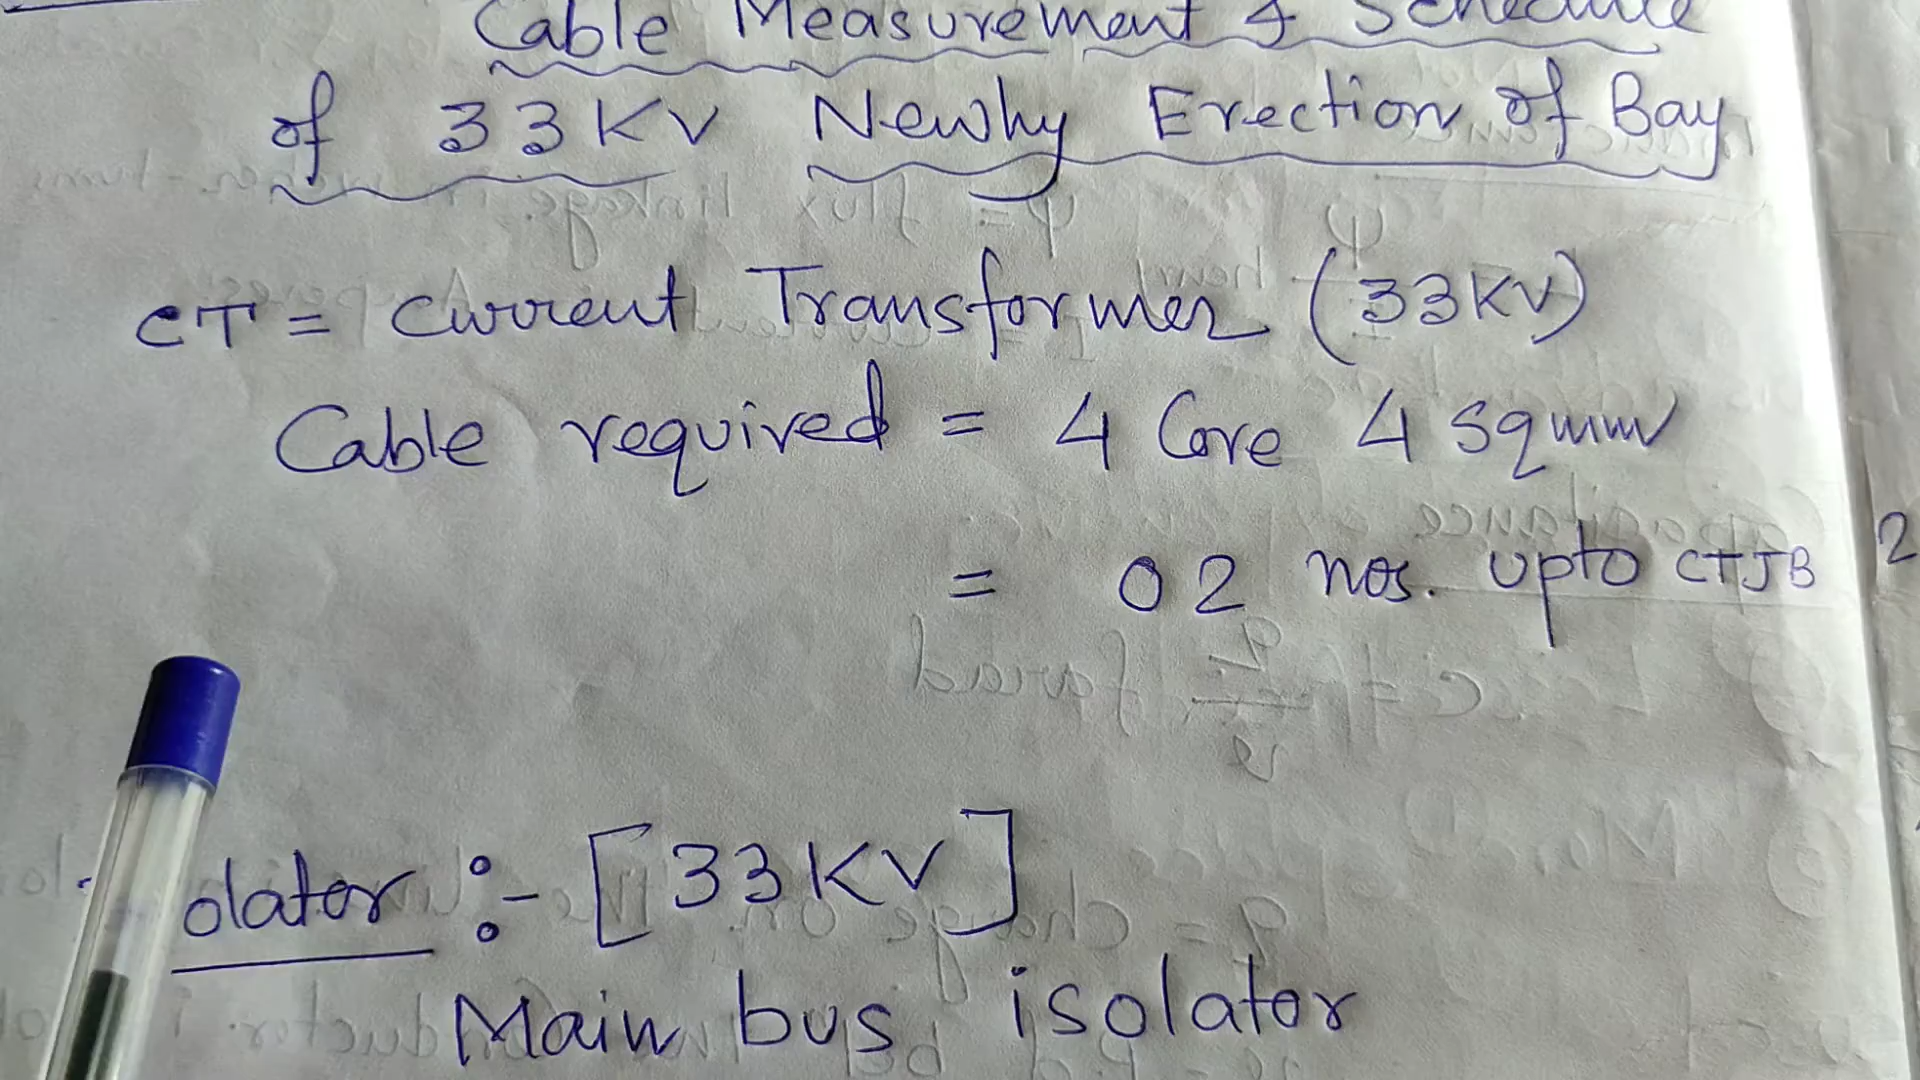 Cable Measurement & Schedule
of 33KV Newly Erection of Bay
CT = Current Transformer (33KV)
Cable required = 4 Core 4 sqmm
= 02 nos. upto CTJB
2
olator :- [33KV]
Main bus isolator